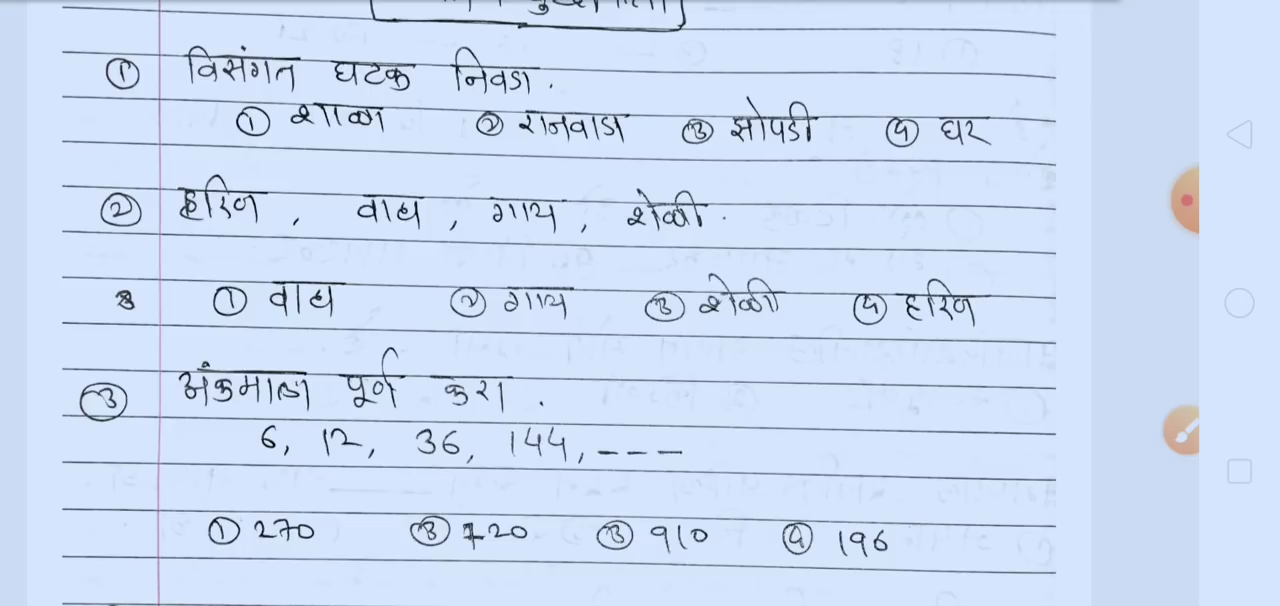 ① विसंगत घटक निवडा.
① शाळा ② राजवाडा ③ झोपडी ④ घर
② हरिण, वाघ, गाय, शेळी.
① वाघ ② गाय ③ शेळी ④ हरिण
③ अंकमाला पूर्ण करा.
6, 12, 36, 144, ---
① 270 ③ 720 ③ 910 ④ 196